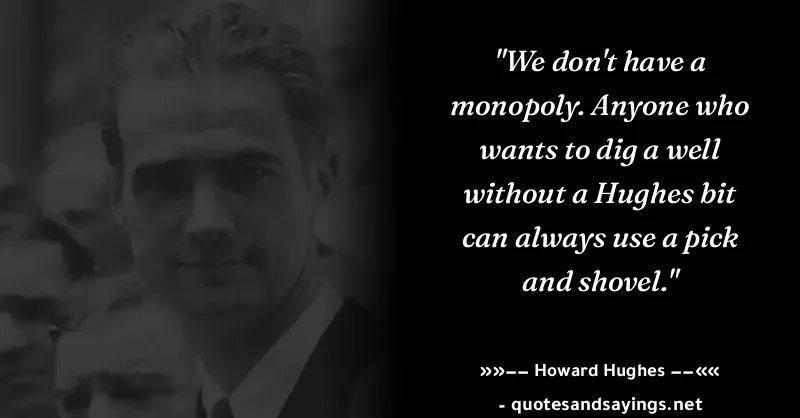 "We don't have a
monopoly. Anyone who
wants to dig a well
without a Hughes bit
can always use a pick
and shovel."
»»−− Howard Hughes −−««
- quotesandsayings.net